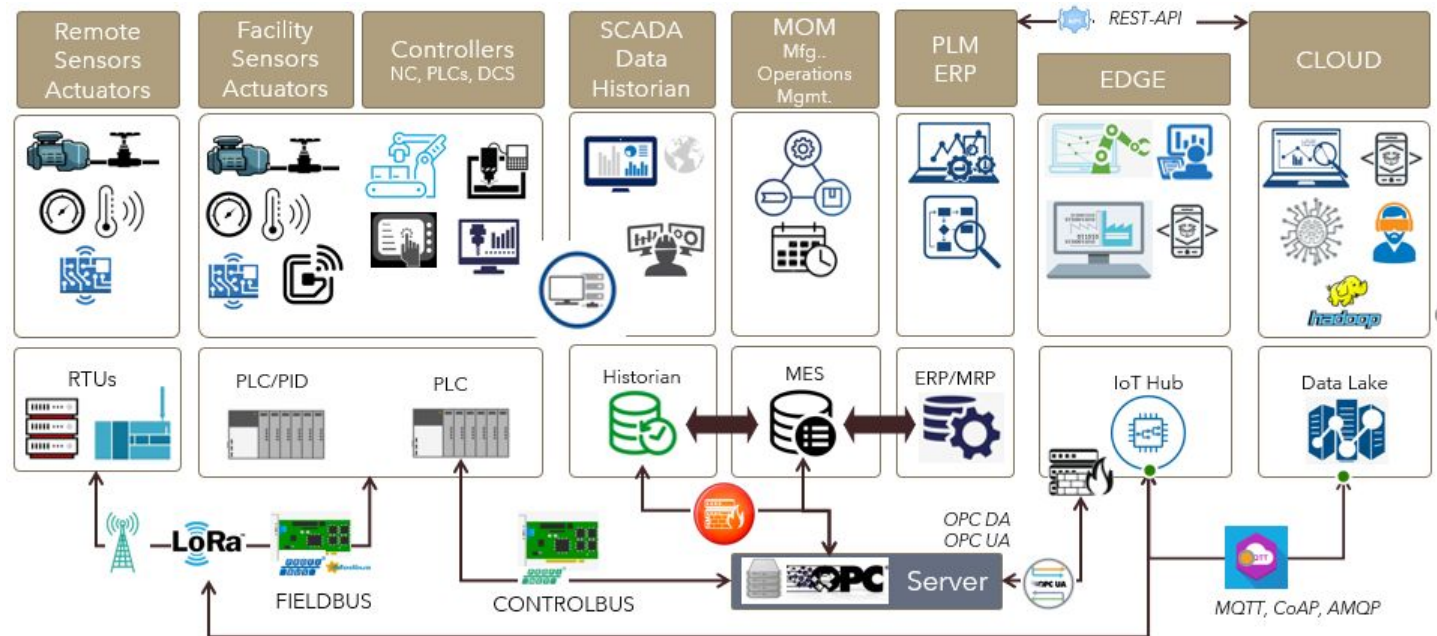 Remote
Sensors
Actuators
Facility
Sensors
Actuators
Controllers
NC, PLCs, DCS
SCADA
Data
Historian
MOM
Mfg..
Operations
Mgmt.
PLM
ERP
REST-API
EDGE
CLOUD
hadoop
RTUs
PLC/PID
PLC
Historian
MES
ERP/MRP
IoT Hub
Data Lake
LoRa
FIELDBUS
CONTROLBUS
OPC DA
OPC UA
OPC Server
OPC UA
MQTT, CoAP, AMQP